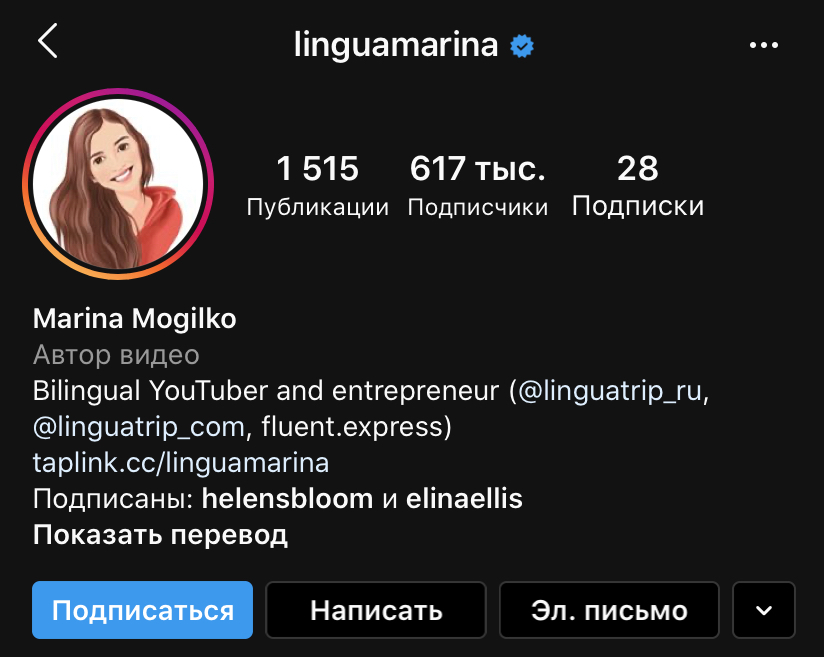 linguamarina
1 515 617 тыс. 28
Публикации Подписчики Подписки
Marina Mogilko
Автор видео
Bilingual YouTuber and entrepreneur (@linguatrip_ru,
@linguatrip_com, fluent.express)
taplink.cc/linguamarina
Подписаны: helensbloom и elinaellis
Показать перевод
Подписаться Написать Эл. письмо